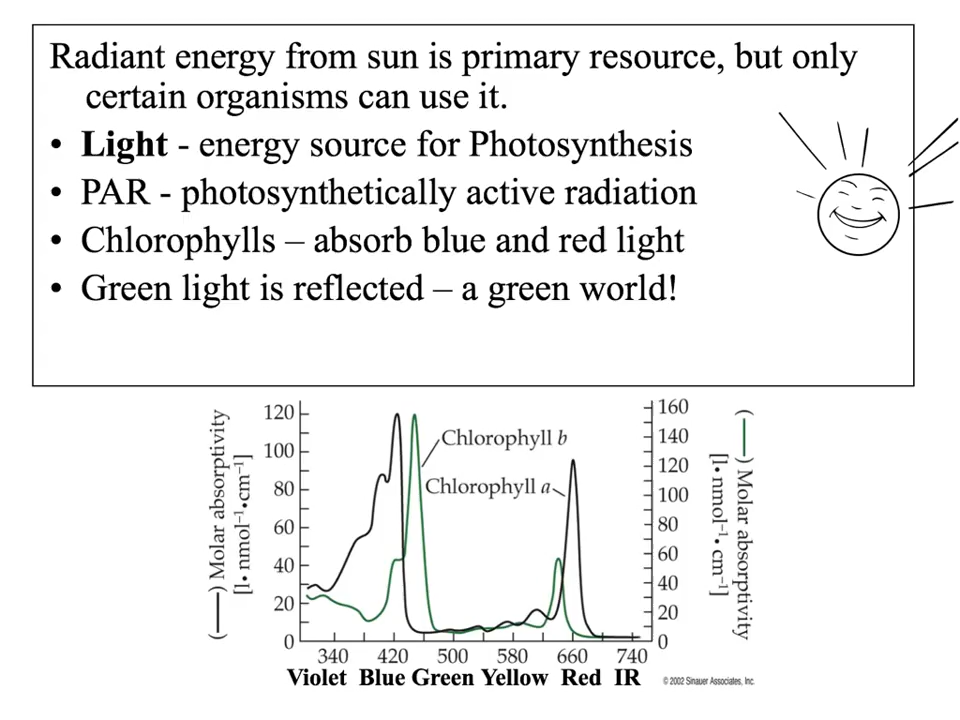 Radiant energy from sun is primary resource, but only
certain organisms can use it.
• Light - energy source for Photosynthesis
• PAR - photosynthetically active radiation
• Chlorophylls – absorb blue and red light
• Green light is reflected – a green world!
(—) Molar absorptivity
[l• nmol⁻¹•cm⁻¹]
120
100
80
60
40
20
0
Chlorophyll b
Chlorophyll a
160
140
120
100
80
60
40
20
0
(—) Molar absorptivity
[l• nmol⁻¹• cm⁻¹]
340 420 500 580 660 740
Violet Blue Green Yellow Red IR
© 2002 Sinauer Associates, Inc.